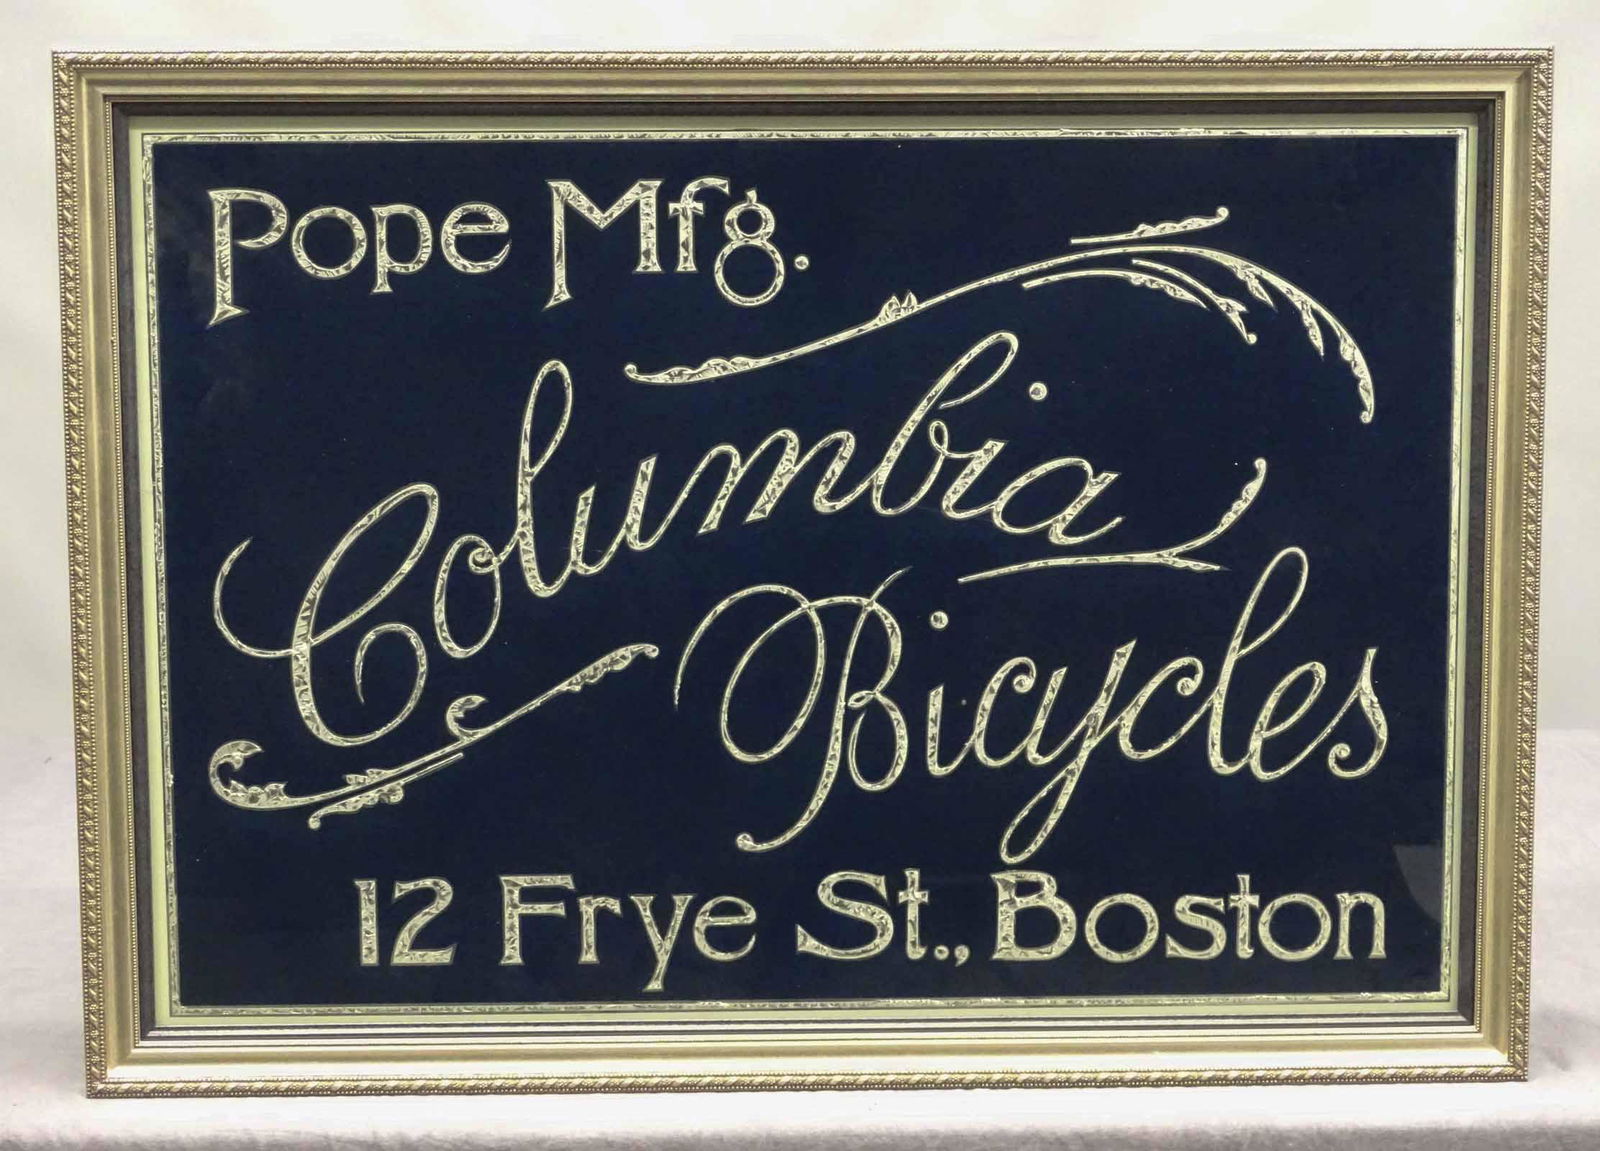 Pope Mfg.
Columbia
Bicycles
12 Frye St., Boston